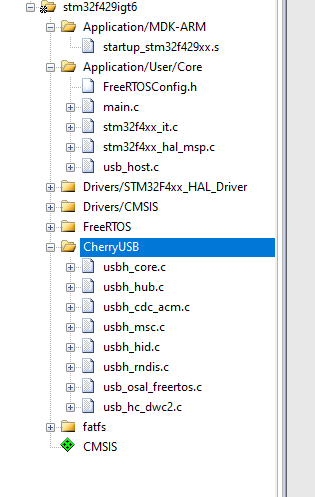 stm32f429igt6
Application/MDK-ARM
startup_stm32f429xx.s
Application/User/Core
FreeRTOSConfig.h
main.c
stm32f4xx_it.c
stm32f4xx_hal_msp.c
usb_host.c
Drivers/STM32F4xx_HAL_Driver
Drivers/CMSIS
FreeRTOS
CherryUSB
usbh_core.c
usbh_hub.c
usbh_cdc_acm.c
usbh_msc.c
usbh_hid.c
usbh_rndis.c
usb_osal_freertos.c
usb_hc_dwc2.c
fatfs
CMSIS